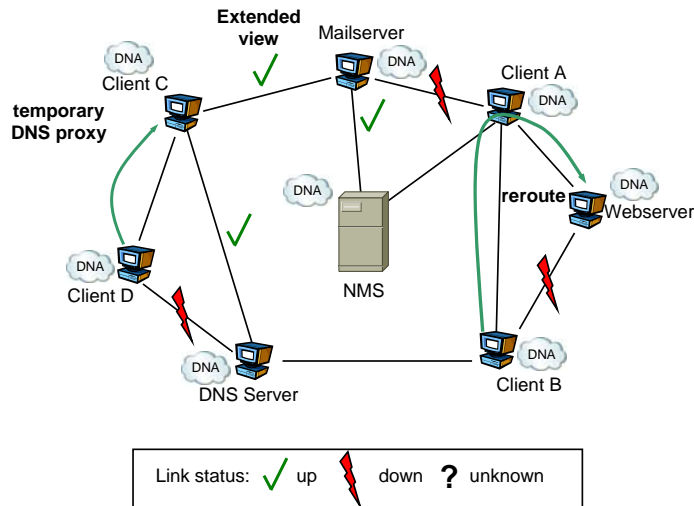 Extended
view
Mailserver
DNA
DNA
Client C
Client A
DNA
temporary
DNS proxy
DNA
DNA
reroute
Webserver
DNA
Client D
NMS
DNA
DNS Server
DNA
Client B
Link status: up down ? unknown